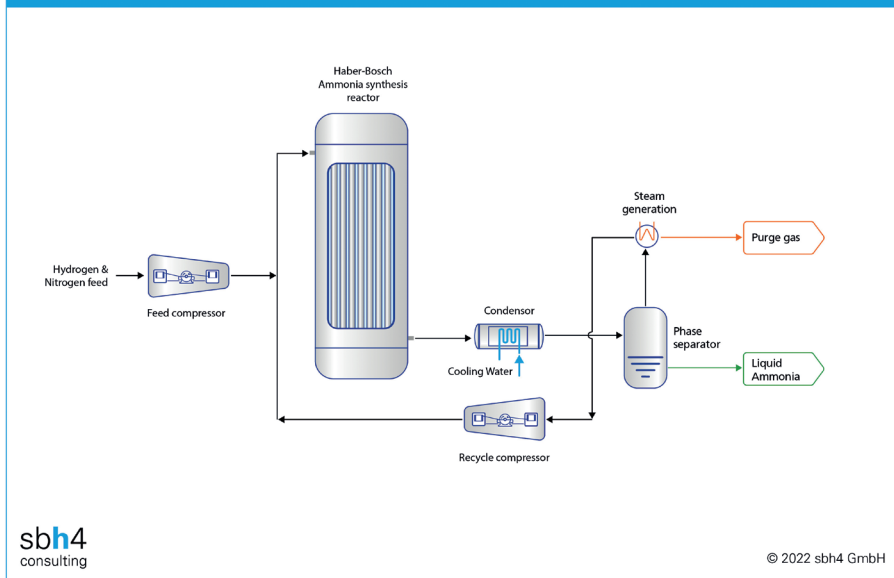 Haber-Bosch
Ammonia synthesis
reactor
Steam
generation
Purge gas
Hydrogen &
Nitrogen feed
Feed compressor
Condensor
Phase
separator
Cooling Water
Liquid
Ammonia
Recycle compressor
sbh4
consulting
© 2022 sbh4 GmbH